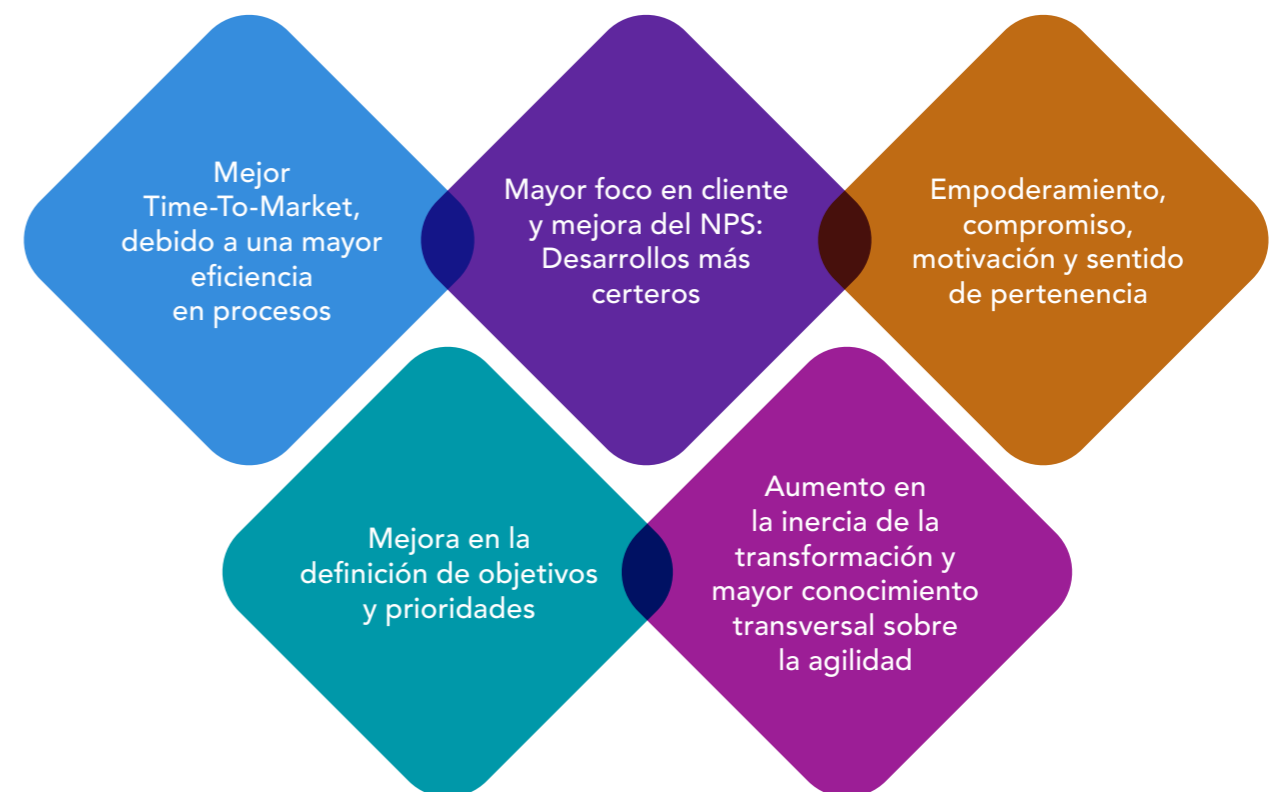 Mejor
Time-To-Market,
debido a una mayor
eficiencia
en procesos
Mayor foco en cliente
y mejora del NPS:
Desarrollos más
certeros
Empoderamiento,
compromiso,
motivación y sentido
de pertenencia
Mejora en la
definición de objetivos
y prioridades
Aumento en
la inercia de la
transformación y
mayor conocimiento
transversal sobre
la agilidad